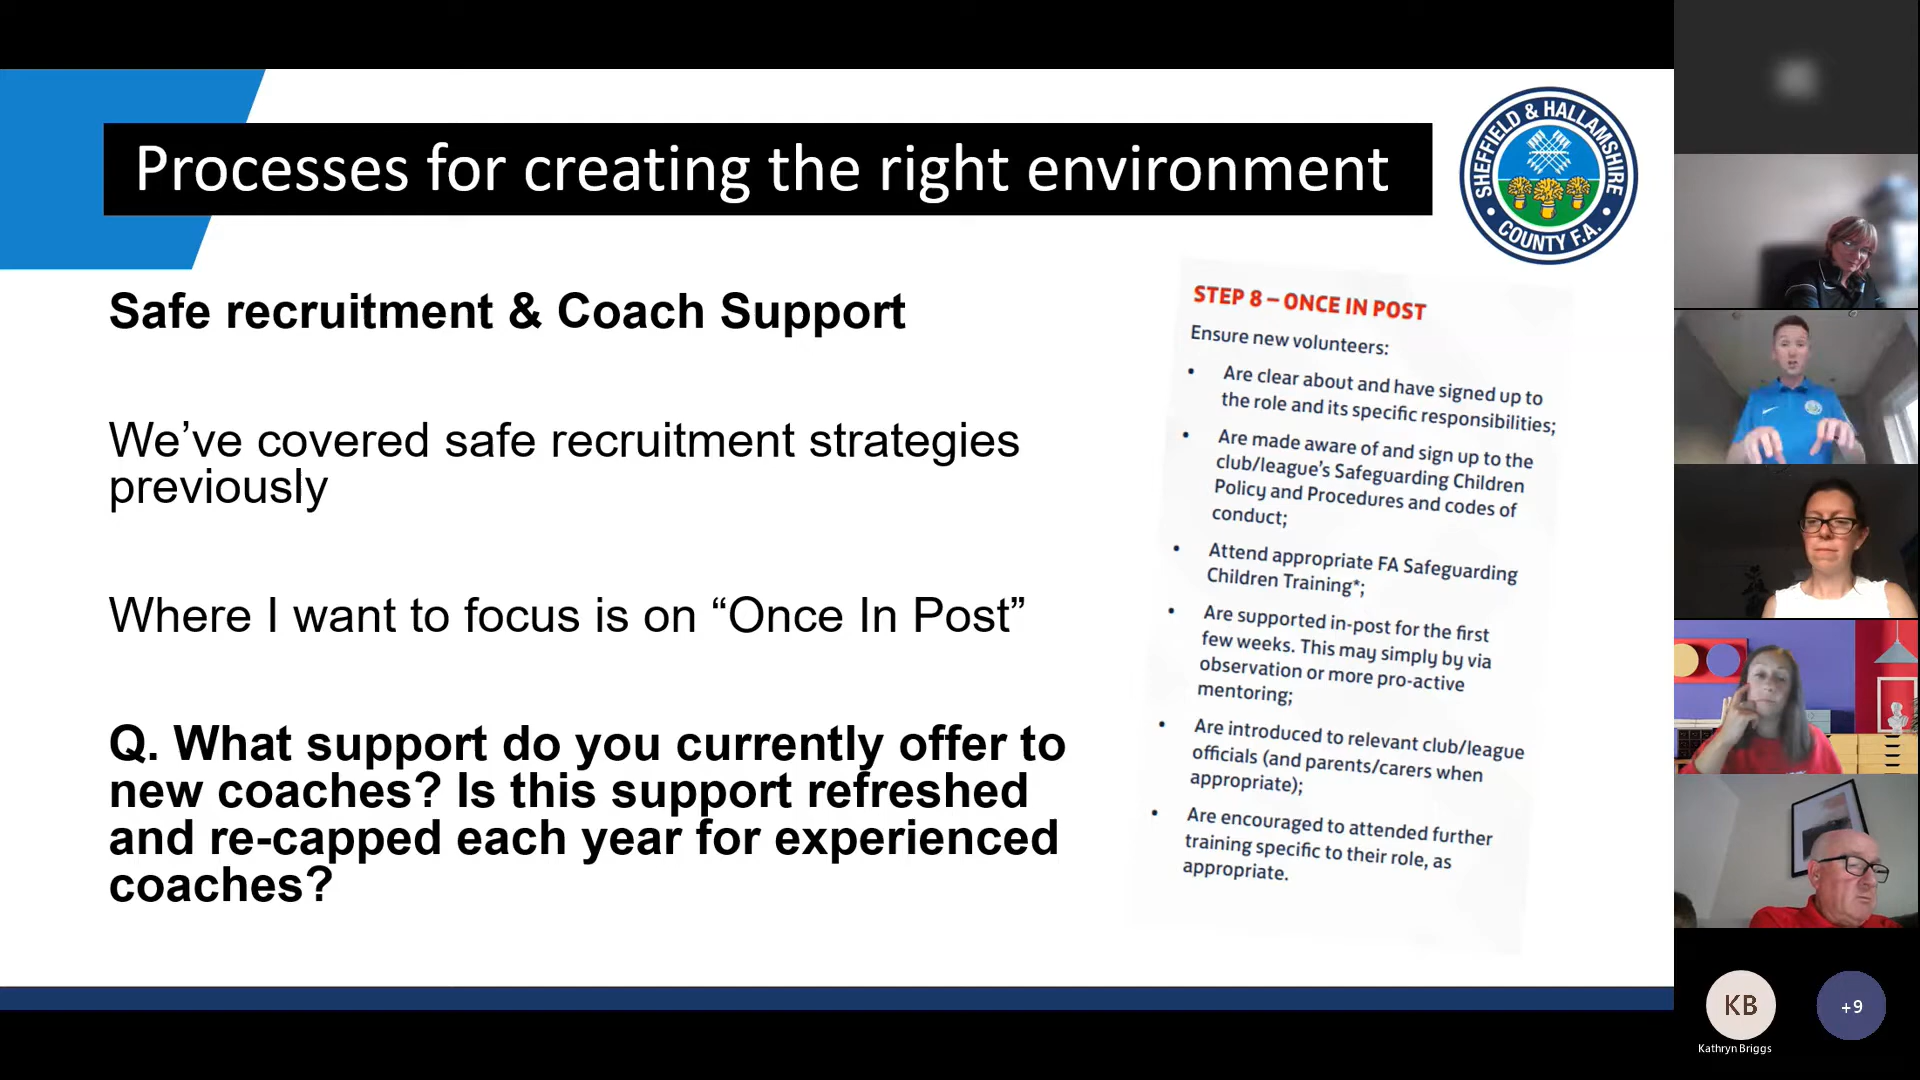 Processes for creating the right environment
SHEFFIELD & HALLAMSHIRE
COUNTY F.A.
Safe recruitment & Coach Support
We’ve covered safe recruitment strategies
previously
Where I want to focus is on “Once In Post”
Q. What support do you currently offer to
new coaches? Is this support refreshed
and re-capped each year for experienced
coaches?
STEP 8 – ONCE IN POST
Ensure new volunteers:
• Are clear about and have signed up to
the role and its specific responsibilities;
• Are made aware of and sign up to the
club/league’s Safeguarding Children
Policy and Procedures and codes of
conduct;
• Attend appropriate FA Safeguarding
Children Training*;
• Are supported in-post for the first
few weeks. This may simply by via
observation or more pro-active
mentoring;
• Are introduced to relevant club/league
officials (and parents/carers when
appropriate);
• Are encouraged to attended further
training specific to their role, as
appropriate.
KB
+9
Kathryn Briggs